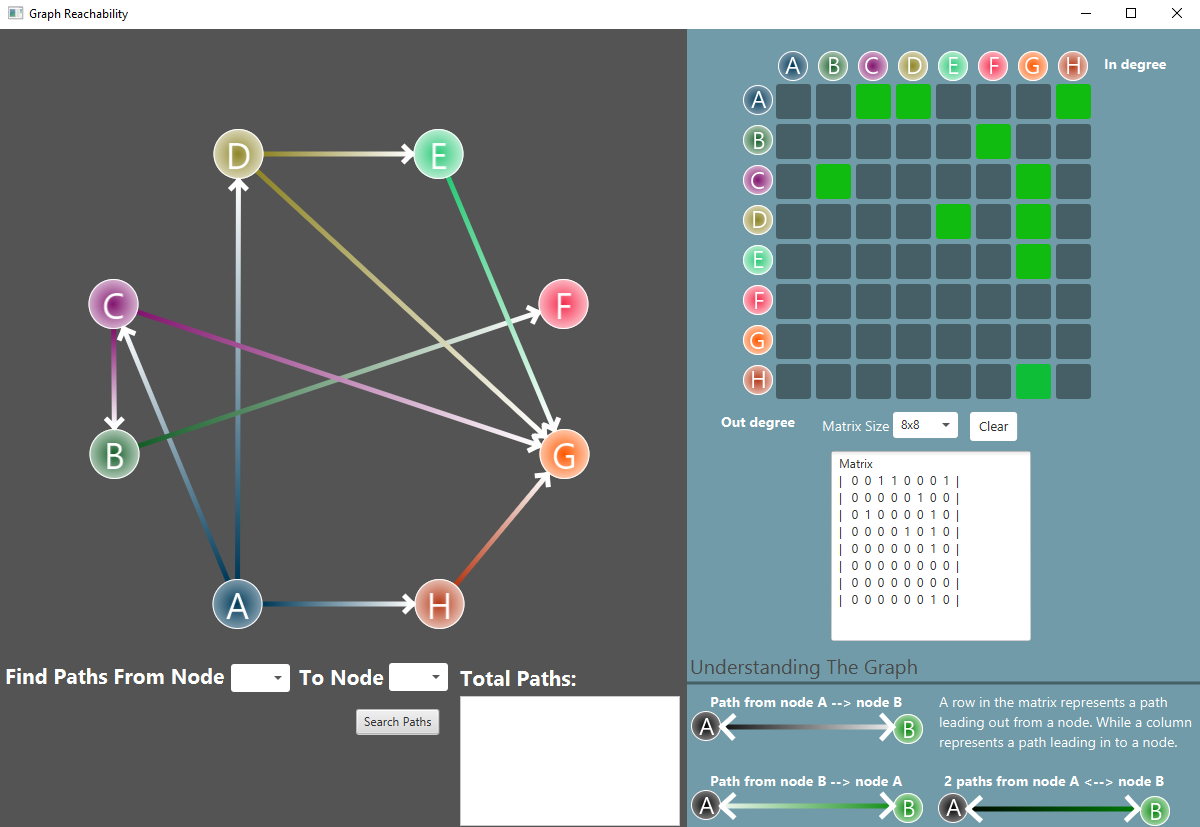 Graph Reachability
A B C D E F G H In degree
A
B
C
D
E
F
G
H
D E
C F
B G
A H
Out degree Matrix Size 8x8 Clear
Matrix
| 0 0 1 1 0 0 0 1 |
| 0 0 0 0 0 1 0 0 |
| 0 1 0 0 0 0 1 0 |
| 0 0 0 0 1 0 1 0 |
| 0 0 0 0 0 0 1 0 |
| 0 0 0 0 0 0 0 0 |
| 0 0 0 0 0 0 0 0 |
| 0 0 0 0 0 0 1 0 |
Find Paths From Node To Node Total Paths:
Search Paths
Understanding The Graph
Path from node A --> node B
A B
A row in the matrix represents a path
leading out from a node. While a column
represents a path leading in to a node.
Path from node B --> node A
A B
2 paths from node A <--> node B
A B